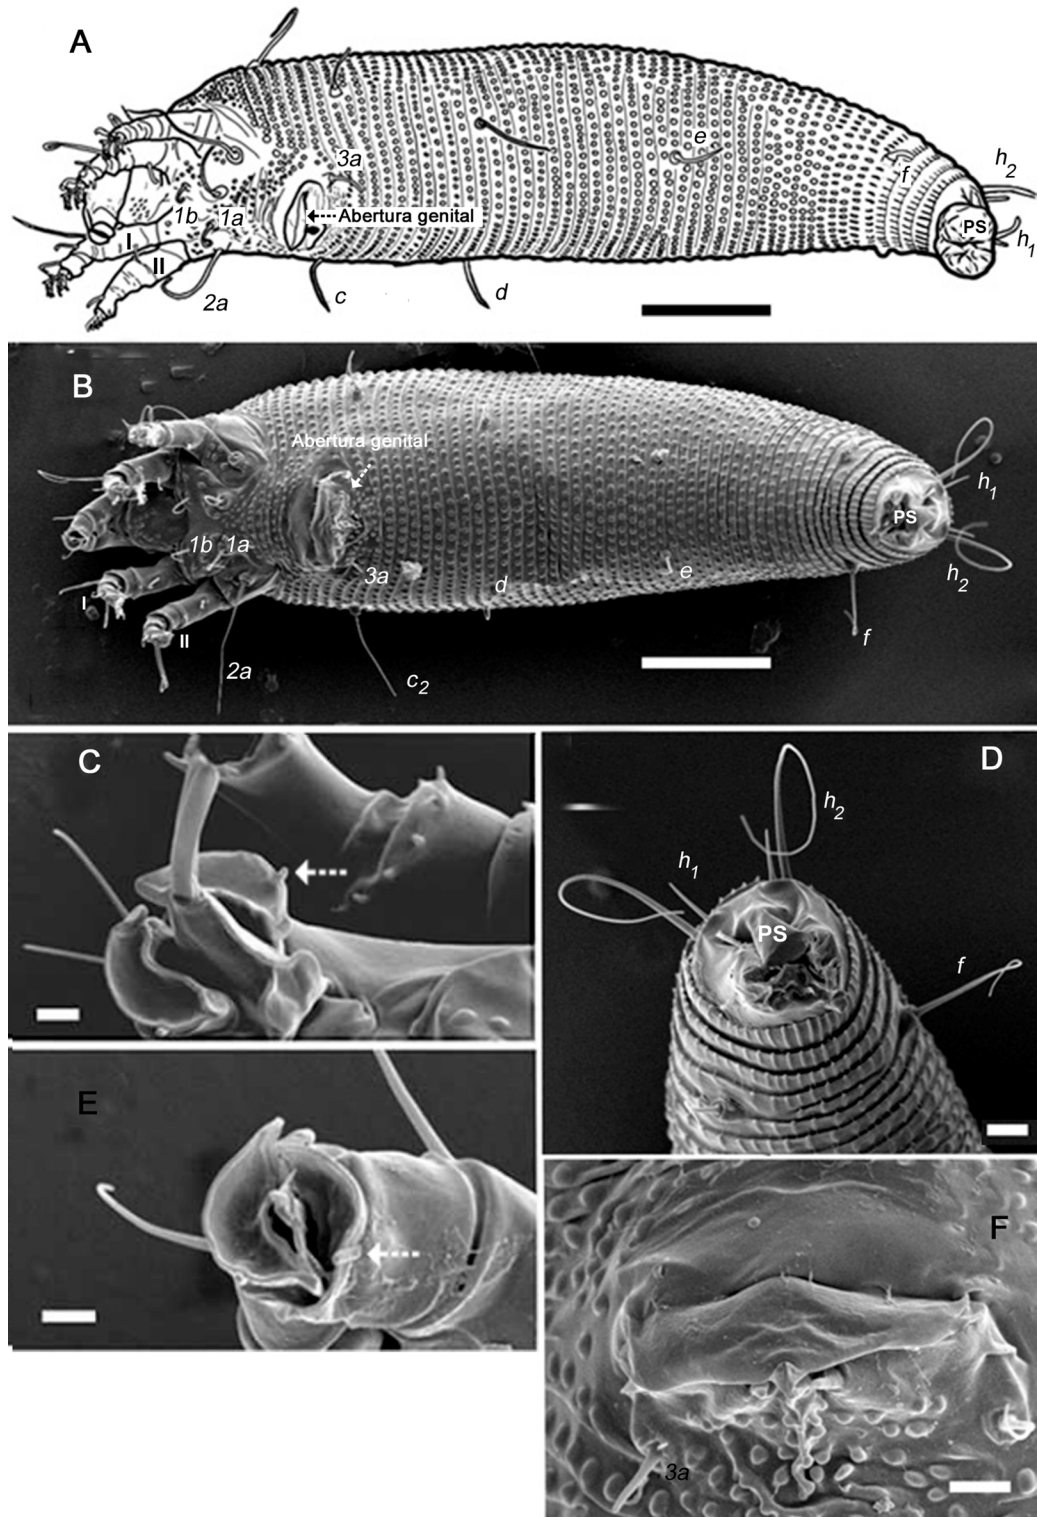 A
e
3a
f
h2
1b
1a
Abertura genital
PS
h1
I
II
2a
c
d
B
Abertura genital
h1
PS
1b
1a
3a
d
e
h2
I
II
f
2a
c2
C
D
h2
h1
PS
f
E
F
3a